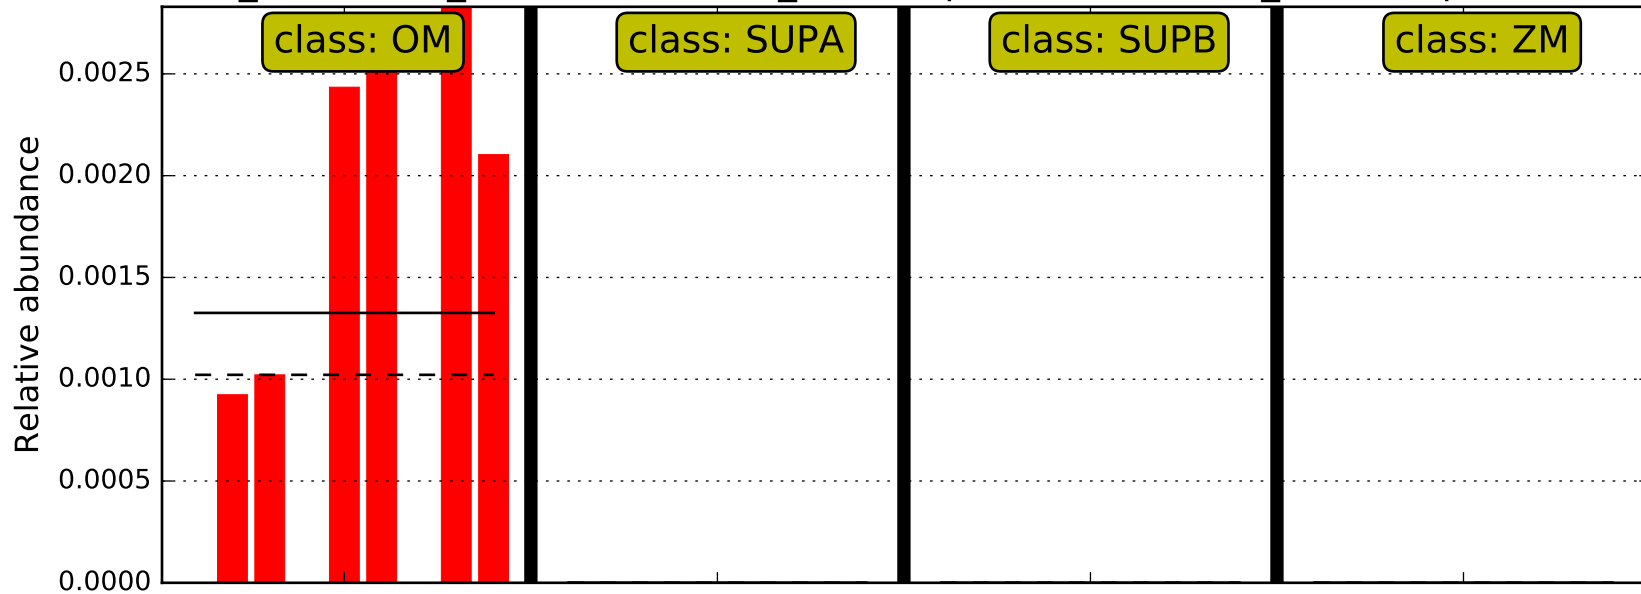 class: OM
class: SUPA
class: SUPB
class: ZM
Relative abundance
0.0025
0.0020
0.0015
0.0010
0.0005
0.0000